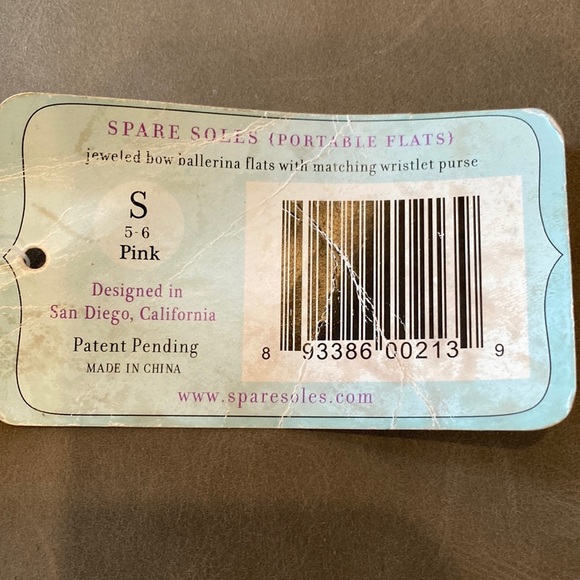 SPARE SOLES {PORTABLE FLATS}
jeweled bow ballerina flats with matching wristlet purse
S
5-6
Pink
Designed in
San Diego, California
Patent Pending
MADE IN CHINA
8 93386 00213 9
www.sparesoles.com